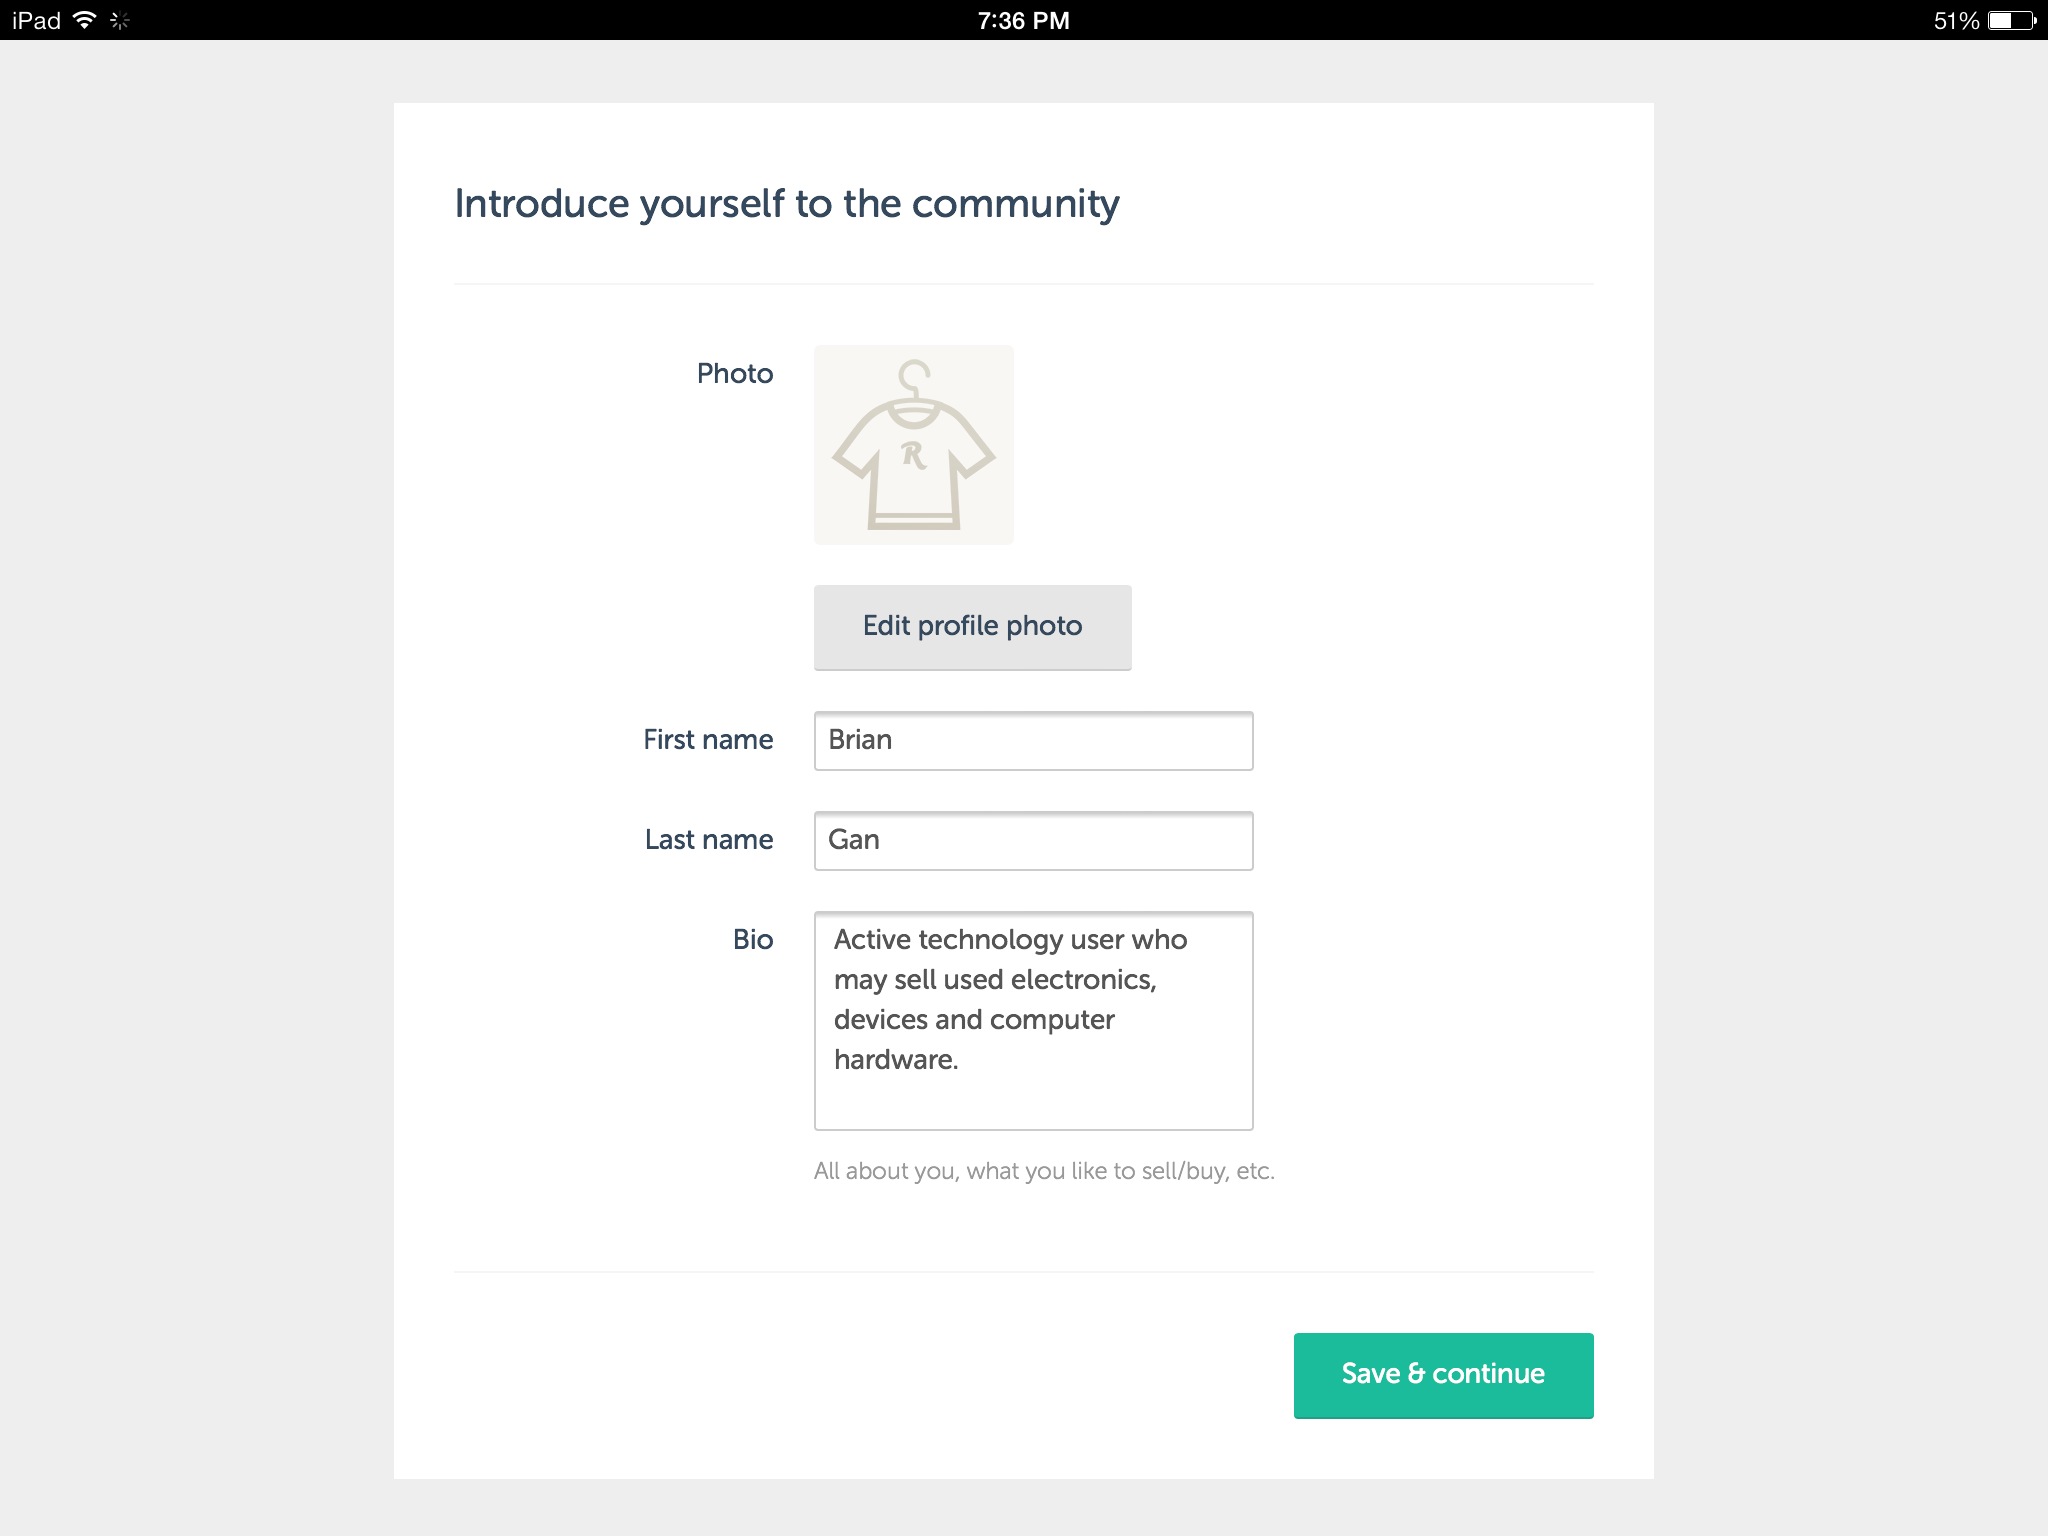 iPad
7:36 PM
51%
Introduce yourself to the community
Photo
R
Edit profile photo
First name
Brian
Last name
Gan
Bio
Active technology user who
may sell used electronics,
devices and computer
hardware.
All about you, what you like to sell/buy, etc.
Save & continue